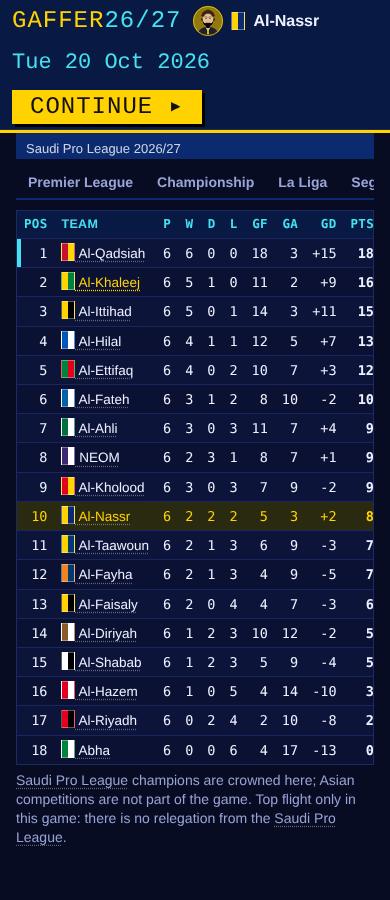 GAFFER26/27 Al-Nassr
Tue 20 Oct 2026
CONTINUE ►
Saudi Pro League 2026/27
Premier League Championship La Liga Seg
POS TEAM P W D L GF GA GD PTS
1 Al-Qadsiah 6 6 0 0 18 3 +15 18
2 Al-Khaleej 6 5 1 0 11 2 +9 16
3 Al-Ittihad 6 5 0 1 14 3 +11 15
4 Al-Hilal 6 4 1 1 12 5 +7 13
5 Al-Ettifaq 6 4 0 2 10 7 +3 12
6 Al-Fateh 6 3 1 2 8 10 -2 10
7 Al-Ahli 6 3 0 3 11 7 +4 9
8 NEOM 6 2 3 1 8 7 +1 9
9 Al-Kholood 6 3 0 3 7 9 -2 9
10 Al-Nassr 6 2 2 2 5 3 +2 8
11 Al-Taawoun 6 2 1 3 6 9 -3 7
12 Al-Fayha 6 2 1 3 4 9 -5 7
13 Al-Faisaly 6 2 0 4 4 7 -3 6
14 Al-Diriyah 6 1 2 3 10 12 -2 5
15 Al-Shabab 6 1 2 3 5 9 -4 5
16 Al-Hazem 6 1 0 5 4 14 -10 3
17 Al-Riyadh 6 0 2 4 2 10 -8 2
18 Abha 6 0 0 6 4 17 -13 0
Saudi Pro League champions are crowned here; Asian
competitions are not part of the game. Top flight only in
this game: there is no relegation from the Saudi Pro
League.